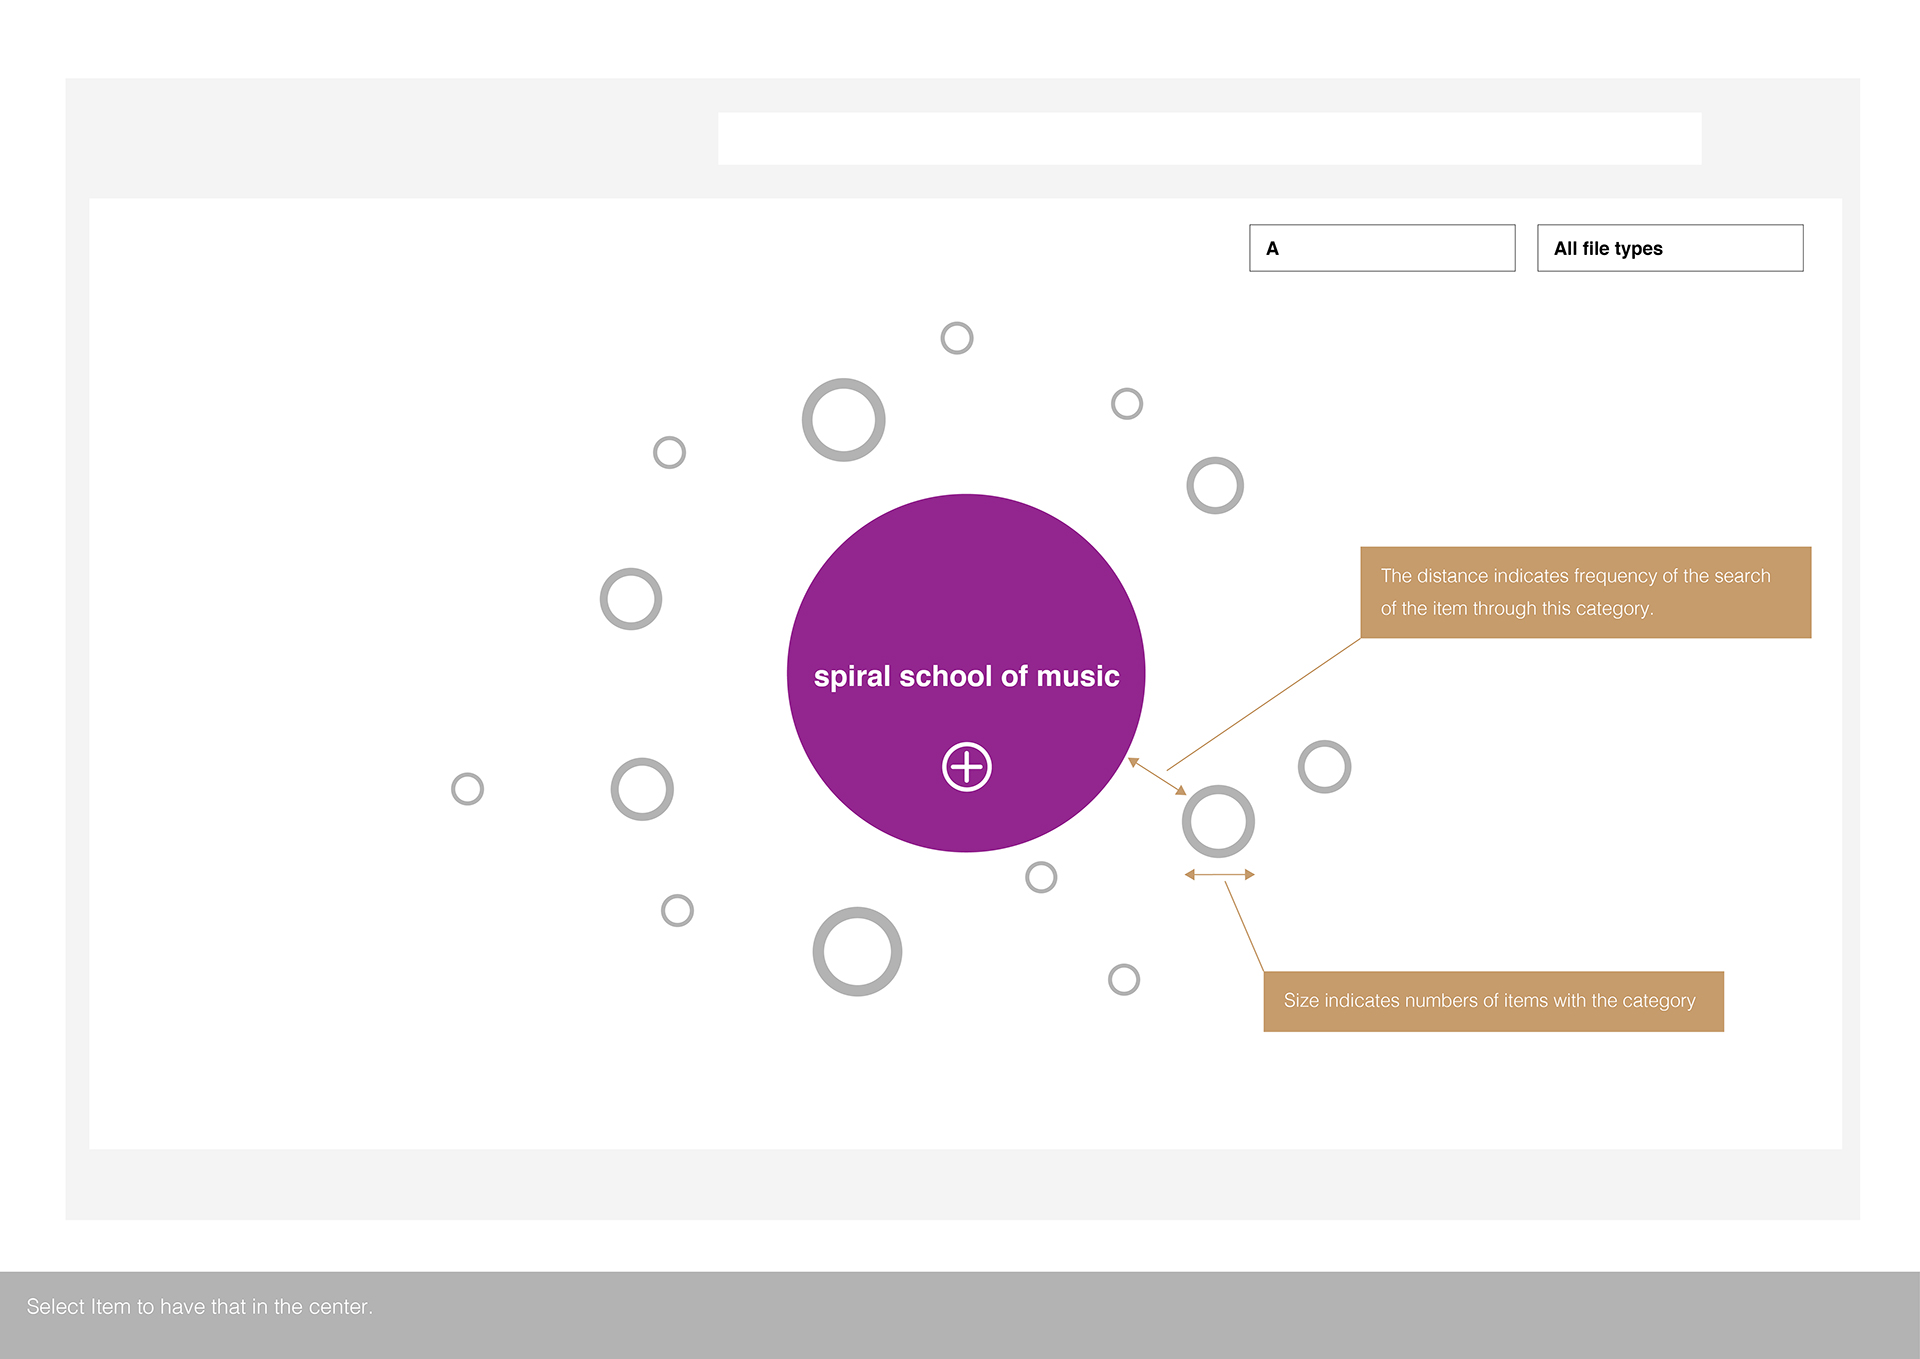 A
All file types
The distance indicates frequency of the search
of the item through this category.
spiral school of music
Size indicates numbers of items with the category
Select Item to have that in the center.